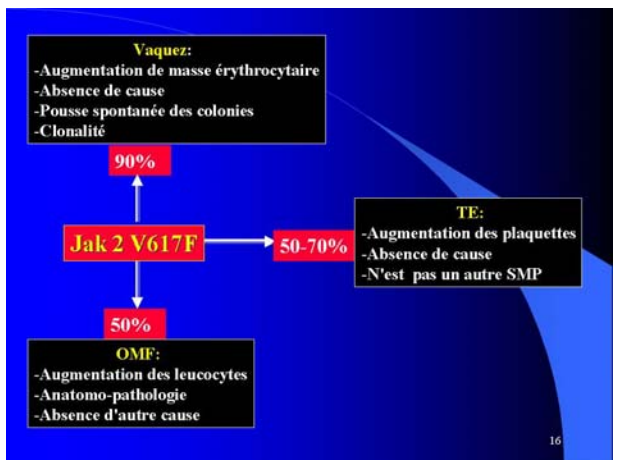 Vaquez:
-Augmentation de masse érythrocytaire
-Absence de cause
-Pousse spontanée des colonies
-Clonalité
90%
Jak 2 V617F
50-70%
TE:
-Augmentation des plaquettes
-Absence de cause
-N'est pas un autre SMP
50%
OMF:
-Augmentation des leucocytes
-Anatomo-pathologie
-Absence d'autre cause
16